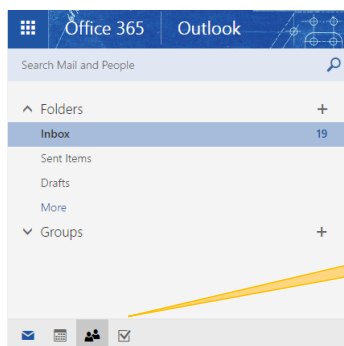 Office 365 Outlook
Search Mail and People
Folders
Inbox 19
Sent Items
Drafts
More
Groups